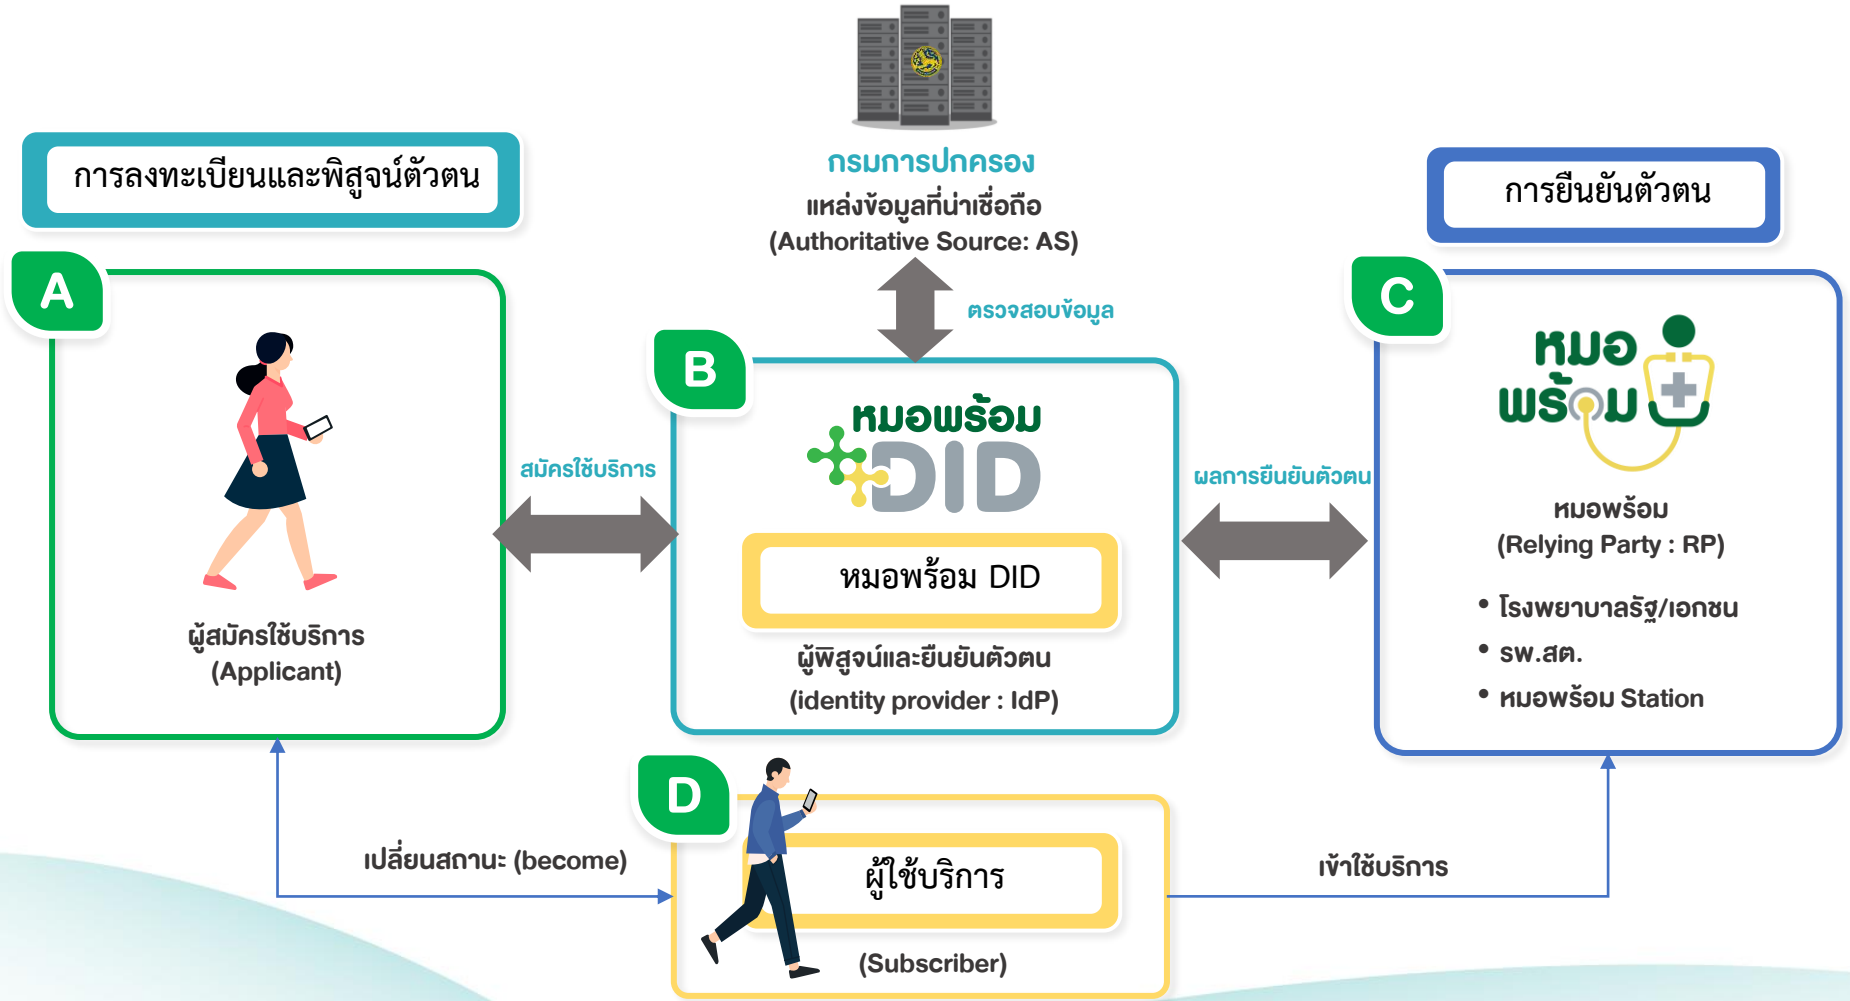 กรมการปกครอง
แหล่งข้อมูลที่น่าเชื่อถือ
(Authoritative Source: AS)
ตรวจสอบข้อมูล
การลงทะเบียนและพิสูจน์ตัวตน
A
ผู้สมัครใช้บริการ
(Applicant)
สมัครใช้บริการ
B
หมอพร้อม
DID
หมอพร้อม DID
ผู้พิสูจน์และยืนยันตัวตน
(identity provider : IdP)
ผลการยืนยันตัวตน
การยืนยันตัวตน
C
หมอ
พร้อม
หมอพร้อม
(Relying Party : RP)
• โรงพยาบาลรัฐ/เอกชน
• รพ.สต.
• หมอพร้อม Station
เปลี่ยนสถานะ (become)
D
ผู้ใช้บริการ
(Subscriber)
เข้าใช้บริการ